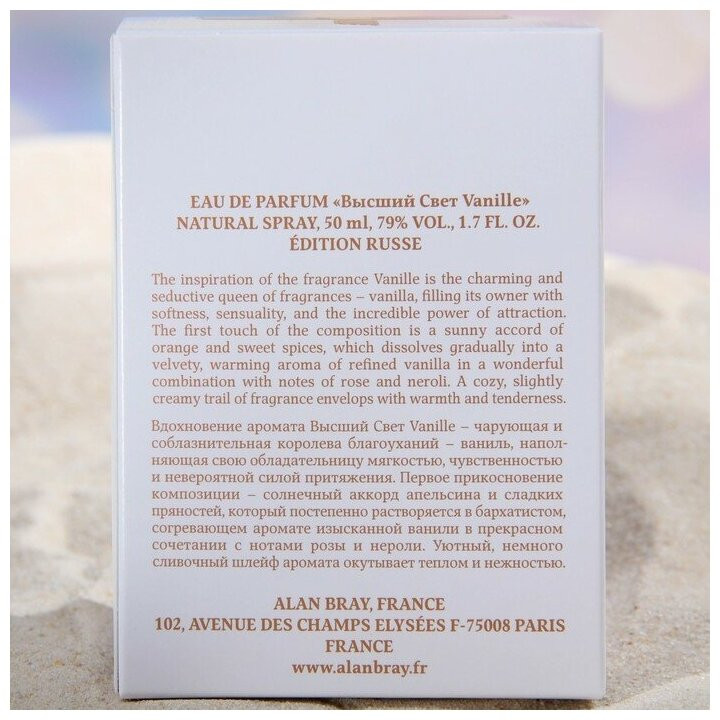 EAU DE PARFUM «Высший Свет Vanille»
NATURAL SPRAY, 50 ml, 79% VOL., 1.7 FL. OZ.
ÉDITION RUSSE
The inspiration of the fragrance Vanille is the charming and
seductive queen of fragrances – vanilla, filling its owner with
softness, sensuality, and the incredible power of attraction.
The first touch of the composition is a sunny accord of
orange and sweet spices, which dissolves gradually into a
velvety, warming aroma of refined vanilla in a wonderful
combination with notes of rose and neroli. A cozy, slightly
creamy trail of fragrance envelops with warmth and tenderness.
Вдохновение аромата Высший Свет Vanille – чарующая и
соблазнительная королева благоуханий – ваниль, напол-
няющая свою обладательницу мягкостью, чувственностью
и невероятной силой притяжения. Первое прикосновение
композиции – солнечный аккорд апельсина и сладких
пряностей, который постепенно растворяется в бархатистом,
согревающем аромате изысканной ванили в прекрасном
сочетании с нотами розы и нероли. Уютный, немного
сливочный шлейф аромата окутывает теплом и нежностью.
ALAN BRAY, FRANCE
102, AVENUE DES CHAMPS ELYSÉES F-75008 PARIS
FRANCE
www.alanbray.fr